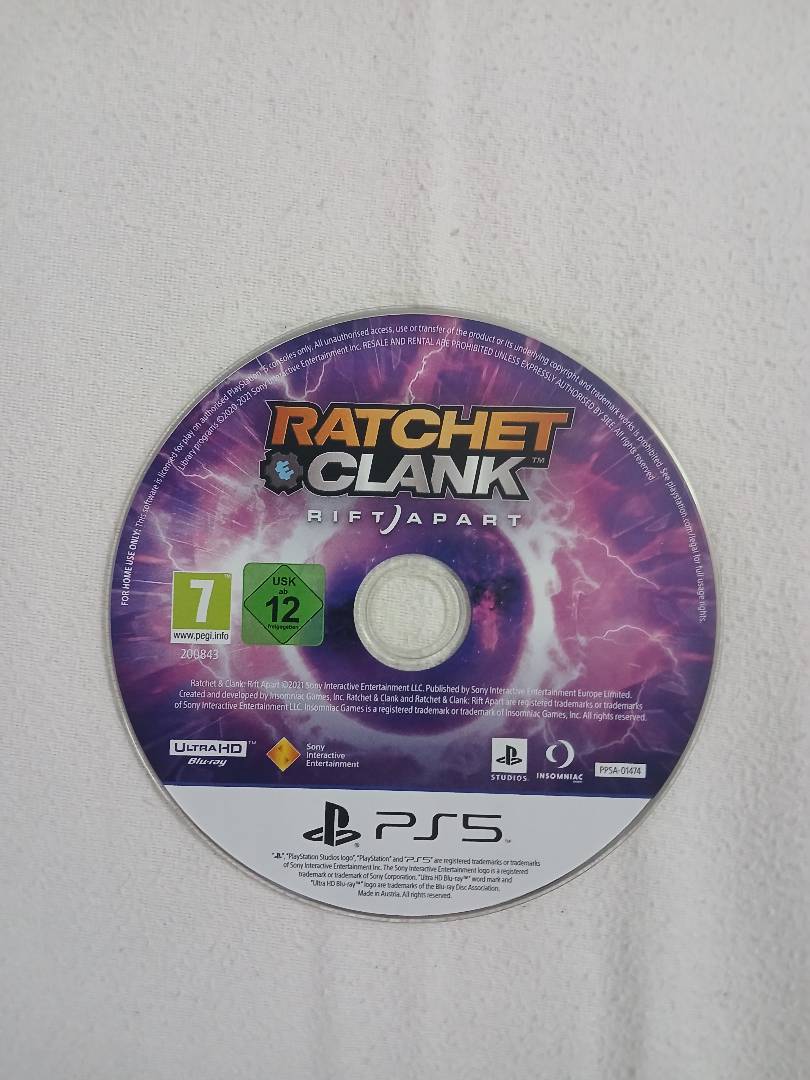 FOR HOME USE ONLY: This software is licensed for play on authorised PlayStation®5 consoles only. All unauthorised access, use or transfer of the product or its underlying copyright and trademark works is prohibited. See playstation.com/legal for full usage rights.
Library programs ©2020-2021 Sony Interactive Entertainment Inc. RESALE AND RENTAL ARE PROHIBITED UNLESS EXPRESSLY AUTHORISED BY SIEE. All rights reserved
RATCHET
& CLANK™
RIFT APART
7™
www.pegi.info
USK
ab
12
freigegeben
200843
Ratchet & Clank: Rift Apart ©2021 Sony Interactive Entertainment LLC. Published by Sony Interactive Entertainment Europe Limited.
Created and developed by Insomniac Games, Inc. Ratchet & Clank and Ratchet & Clank: Rift Apart are registered trademarks or trademarks
of Sony Interactive Entertainment LLC. Insomniac Games is a registered trademark or trademark of Insomniac Games, Inc. All rights reserved.
ULTRA HD™
Blu-ray
Sony
Interactive
Entertainment
STUDIOS
INSOMNIAC
PPSA-01474
PS5™
"PS", "PlayStation Studios logo", "PlayStation" and "PS5" are registered trademarks or trademarks
of Sony Interactive Entertainment Inc. The Sony Interactive Entertainment logo is a registered
trademark or trademark of Sony Corporation. "Ultra HD Blu-ray™" word mark and
"Ultra HD Blu-ray™" logo are trademarks of the Blu-ray Disc Association.
Made in Austria. All rights reserved.